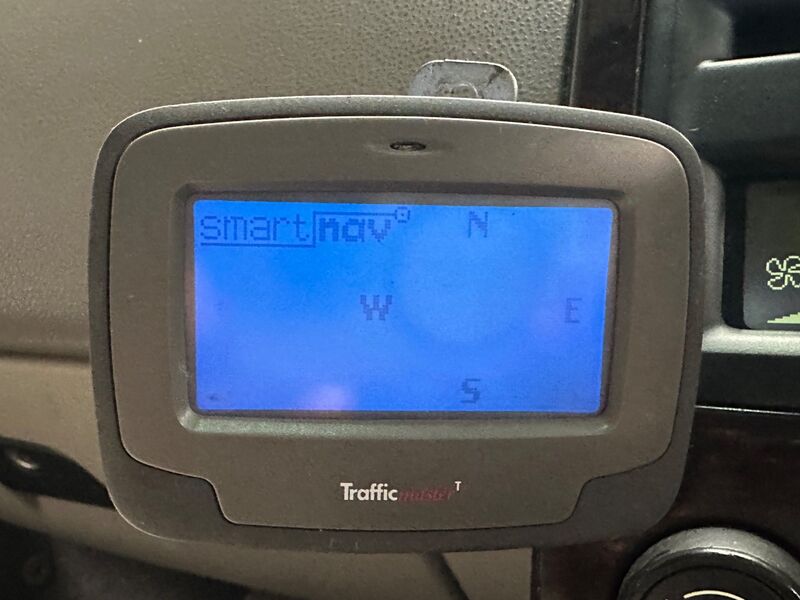 smartnav N
W E
S
Trafficmaster T